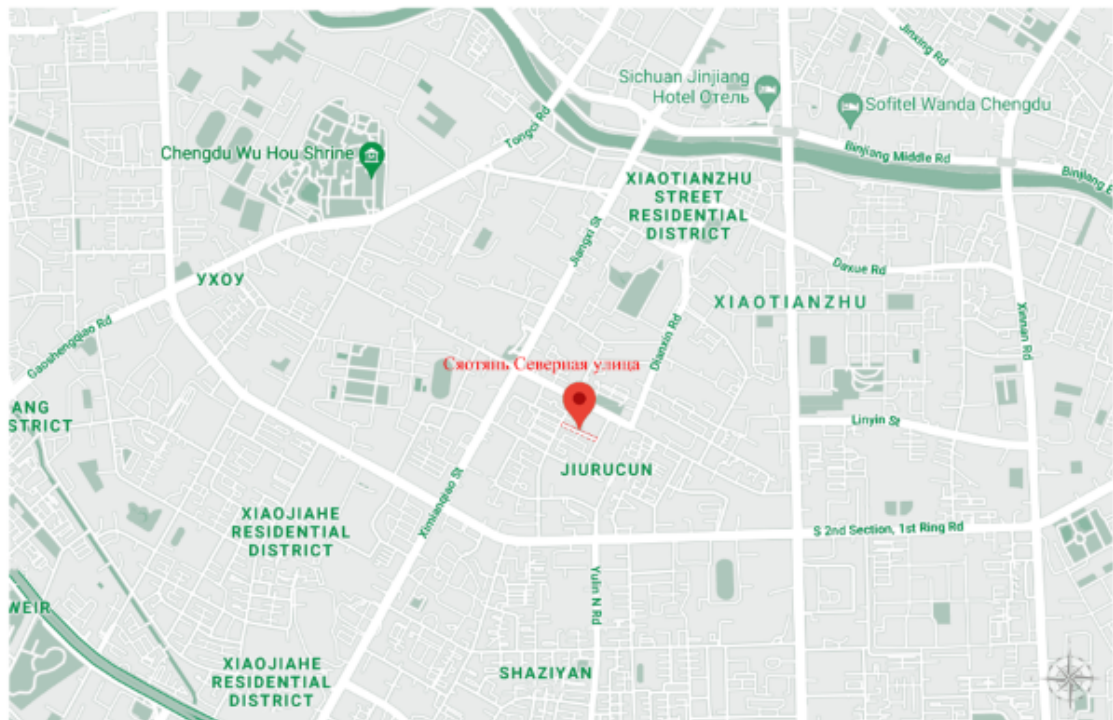 Jinxing Rd
Sichuan Jinjiang
Hotel Отель
Sofitel Wanda Chengdu
Tongci Rd
Chengdu Wu Hou Shrine
Binjiang Middle Rd
Binjiang E
XIAOTIANZHU
STREET
RESIDENTIAL
DISTRICT
Jiangxi St
Daxue Rd
УХОУ
XIAOTIANZHU
Gaoshengqiao Rd
Dianxin Rd
Xinnan Rd
Сяотянь Северная улица
ANG
STRICT
Linyin St
JIURUCUN
Ximianqiao St
XIAOJIAHE
RESIDENTIAL
DISTRICT
S 2nd Section, 1st Ring Rd
Yulin N Rd
WEIR
XIAOJIAHE
RESIDENTIAL
DISTRICT
SHAZIYAN